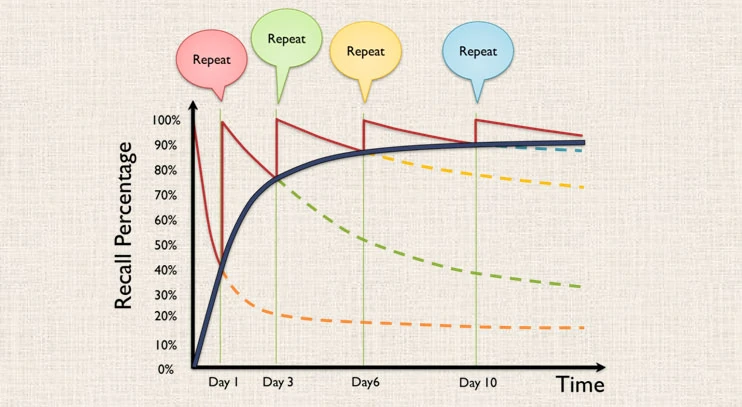 Repeat
Repeat
Repeat
Repeat
100%
90%
80%
70%
60%
50%
40%
30%
20%
10%
0%
Recall Percentage
Day 1
Day 3
Day6
Day 10
Time